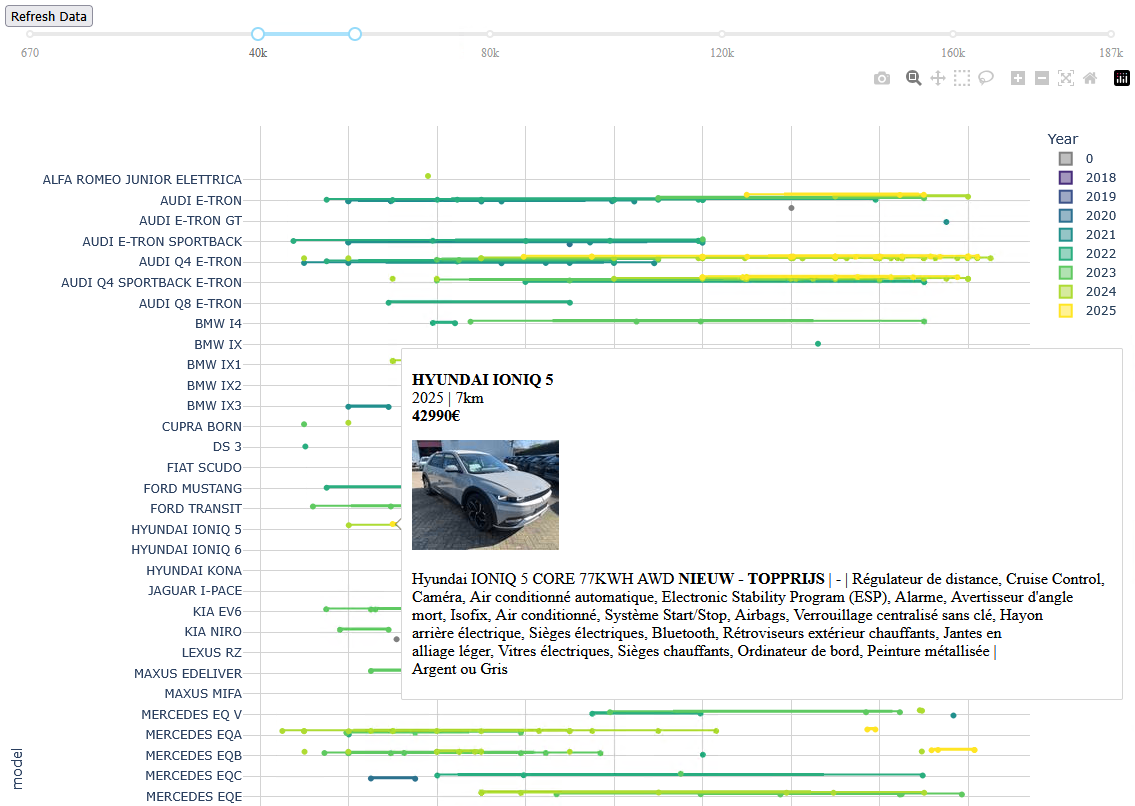 Refresh Data
670
40k
80k
120k
160k
187k
Year
0
2018
2019
2020
2021
2022
2023
2024
2025
ALFA ROMEO JUNIOR ELETTRICA
AUDI E-TRON
AUDI E-TRON GT
AUDI E-TRON SPORTBACK
AUDI Q4 E-TRON
AUDI Q4 SPORTBACK E-TRON
AUDI Q8 E-TRON
BMW I4
BMW IX
BMW IX1
BMW IX2
BMW IX3
CUPRA BORN
DS 3
FIAT SCUDO
FORD MUSTANG
FORD TRANSIT
HYUNDAI IONIQ 5
HYUNDAI IONIQ 6
HYUNDAI KONA
JAGUAR I-PACE
KIA EV6
KIA NIRO
LEXUS RZ
MAXUS EDELIVER
MAXUS MIFA
MERCEDES EQ V
MERCEDES EQA
MERCEDES EQB
MERCEDES EQC
MERCEDES EQE
model
HYUNDAI IONIQ 5
2025 | 7km
42990€
Hyundai IONIQ 5 CORE 77KWH AWD NIEUW - TOPPRIJS | - | Régulateur de distance, Cruise Control,
Caméra, Air conditionné automatique, Electronic Stability Program (ESP), Alarme, Avertisseur d'angle
mort, Isofix, Air conditionné, Système Start/Stop, Airbags, Verrouillage centralisé sans clé, Hayon
arrière électrique, Sièges électriques, Bluetooth, Rétroviseurs extérieur chauffants, Jantes en
alliage léger, Vitres électriques, Sièges chauffants, Ordinateur de bord, Peinture métallisée |
Argent ou Gris